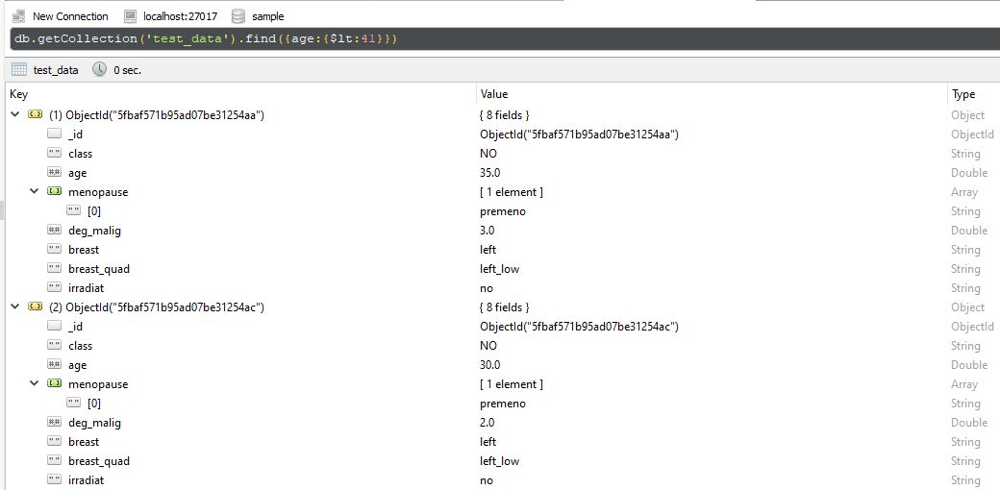 New Connection localhost:27017 sample
db.getCollection('test_data').find({age:{$lt:41}})
test_data 0 sec.
Key Value Type
(1) ObjectId("5fbaf571b95ad07be31254aa") { 8 fields } Object
_id ObjectId("5fbaf571b95ad07be31254aa") ObjectId
" " class NO String
#.# age 35.0 Double
menopause [ 1 element ] Array
" " [0] premeno String
#.# deg_malig 3.0 Double
" " breast left String
" " breast_quad left_low String
" " irradiat no String
(2) ObjectId("5fbaf571b95ad07be31254ac") { 8 fields } Object
_id ObjectId("5fbaf571b95ad07be31254ac") ObjectId
" " class NO String
#.# age 30.0 Double
menopause [ 1 element ] Array
" " [0] premeno String
#.# deg_malig 2.0 Double
" " breast left String
" " breast_quad left_low String
" " irradiat no String